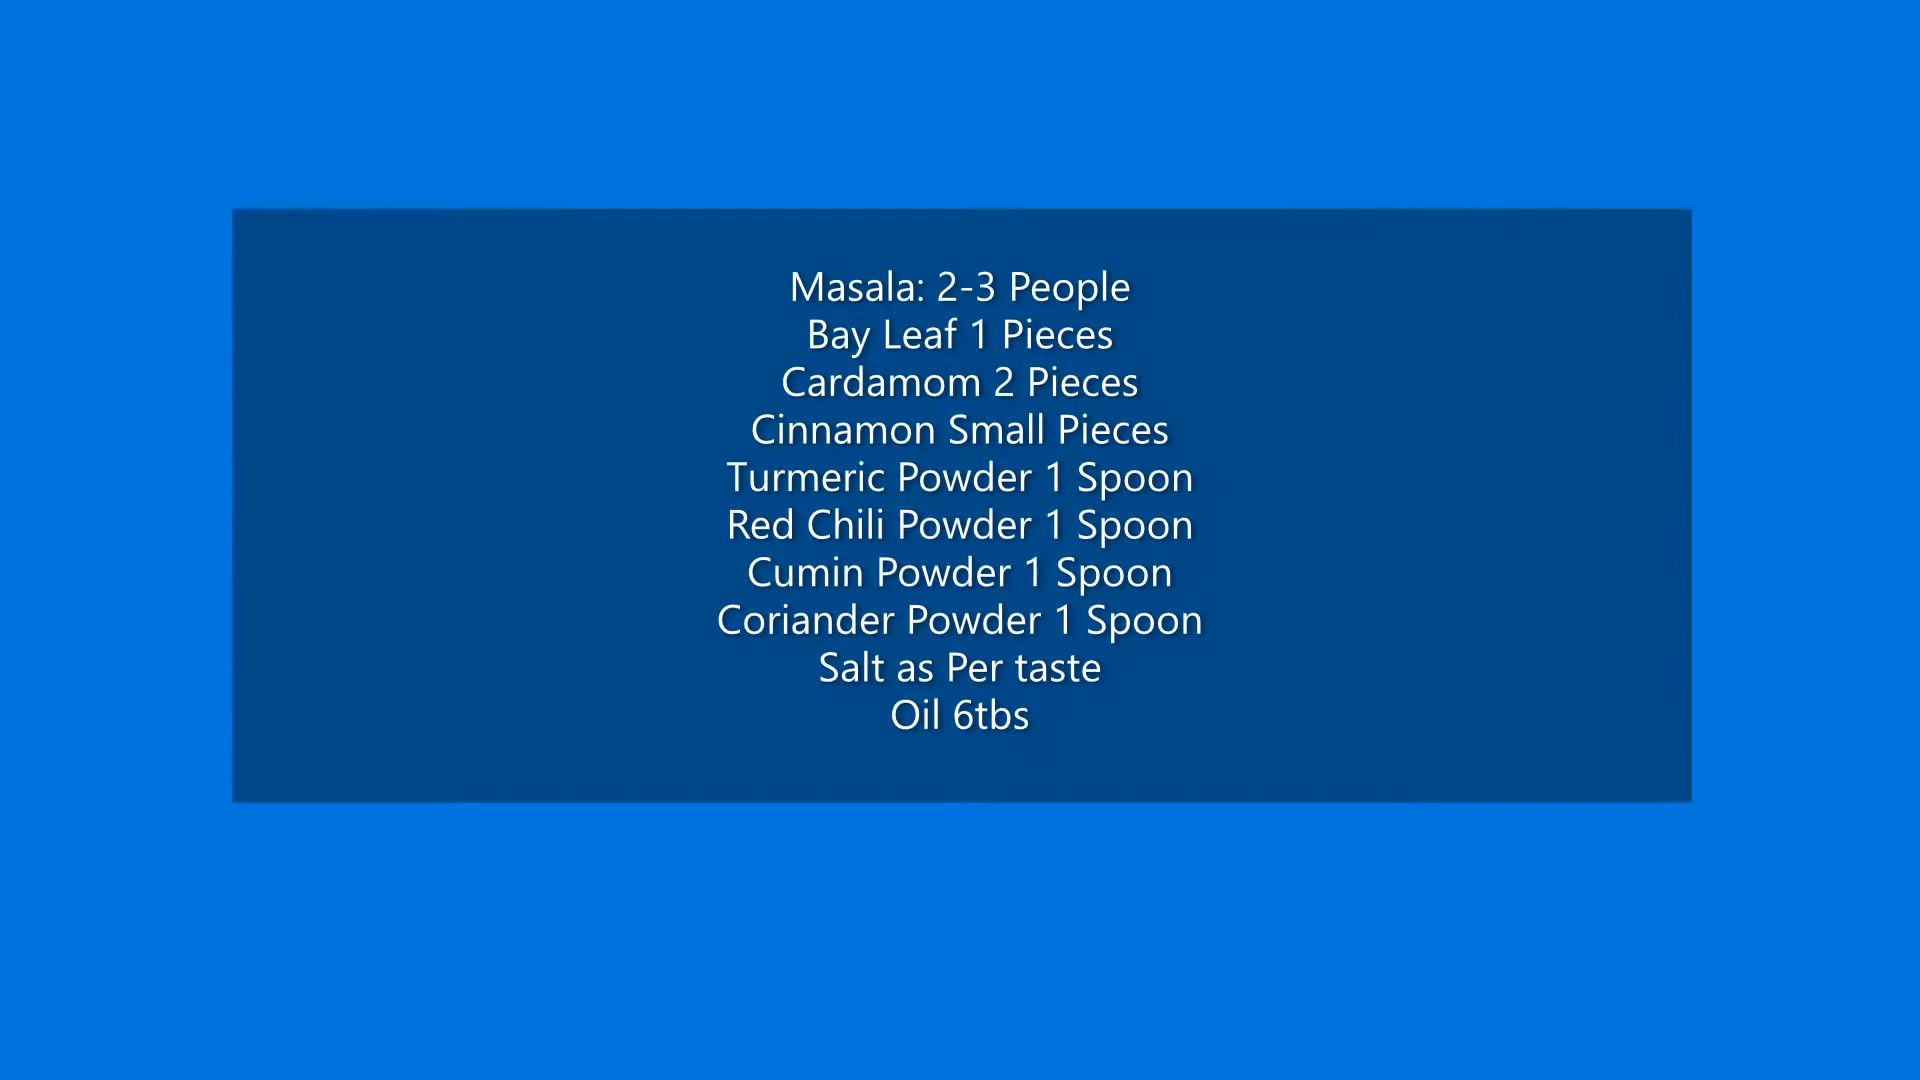 Masala: 2-3 People
Bay Leaf 1 Pieces
Cardamom 2 Pieces
Cinnamon Small Pieces
Turmeric Powder 1 Spoon
Red Chili Powder 1 Spoon
Cumin Powder 1 Spoon
Coriander Powder 1 Spoon
Salt as Per taste
Oil 6tbs